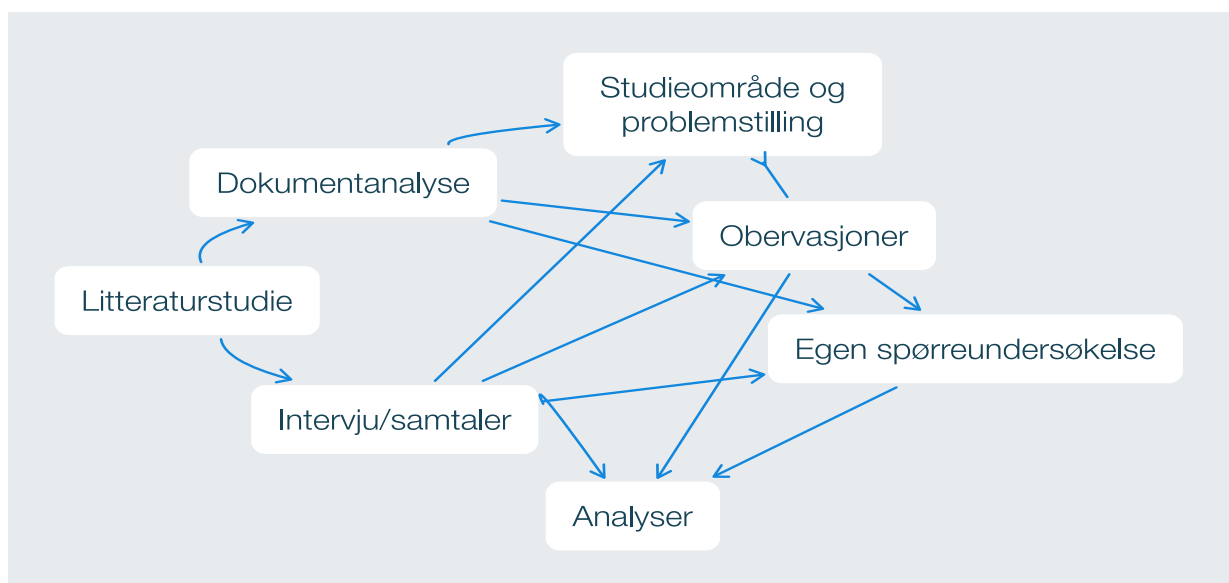 Studieområde og
problemstilling
Dokumentanalyse
Obervasjoner
Litteraturstudie
Egen spørreundersøkelse
Intervju/samtaler
Analyser